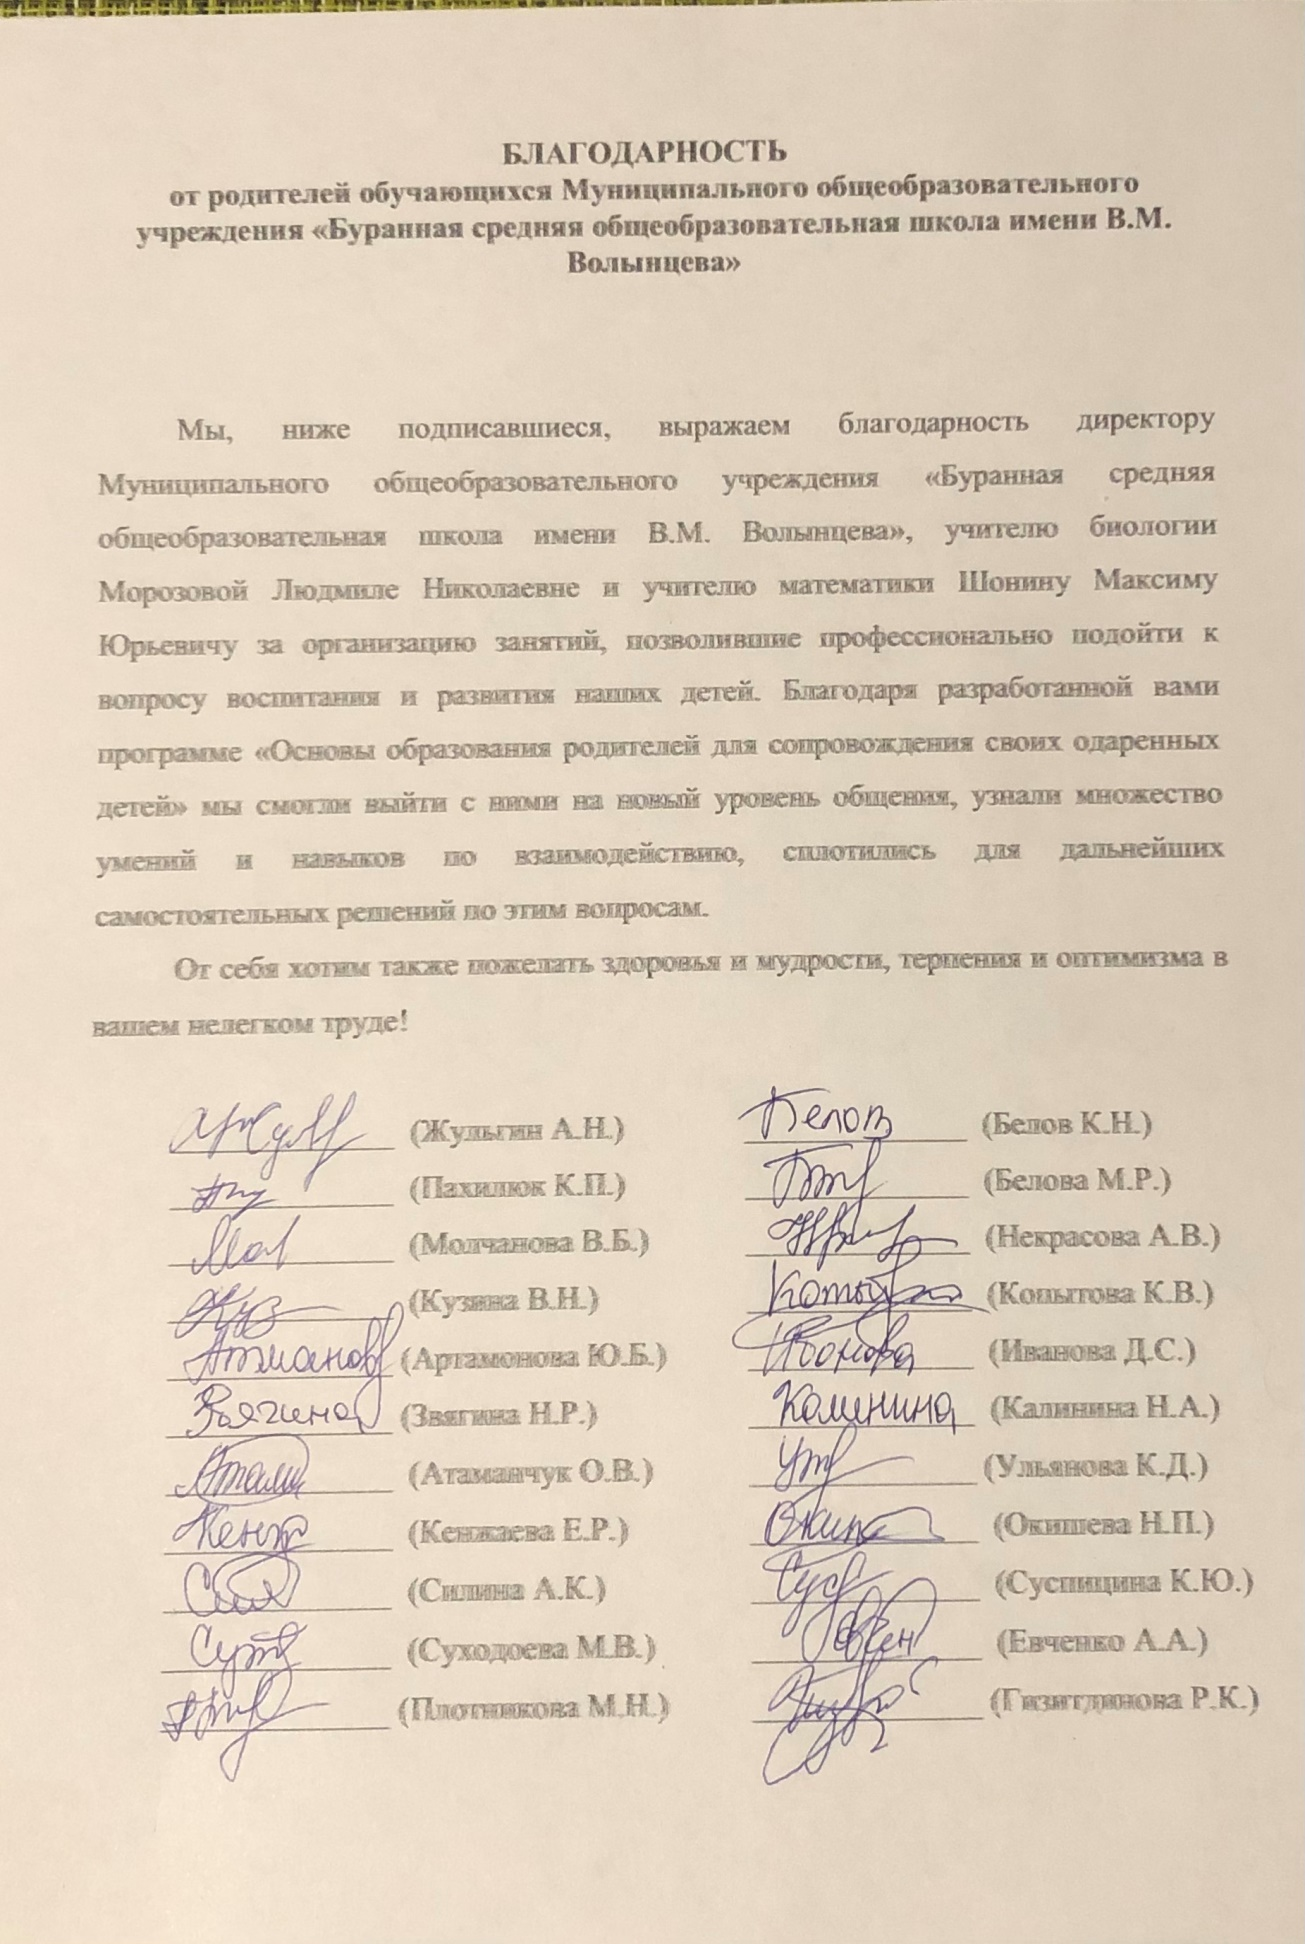 БЛАГОДАРНОСТЬ
от родителей обучающихся Муниципального общеобразовательного
учреждения «Буранная средняя общеобразовательная школа имени В.М.
Волынцева»
Мы, ниже подписавшиеся, выражаем благодарность директору
Муниципального общеобразовательного учреждения «Буранная средняя
общеобразовательная школа имени В.М. Волынцева», учителю биологии
Морозовой Людмиле Николаевне и учителю математики Шонину Максиму
Юрьевичу за организацию занятий, позволившие профессионально подойти к
вопросу воспитания и развития наших детей. Благодаря разработанной вами
программе «Основы образования родителей для сопровождения своих одаренных
детей» мы смогли выйти с ними на новый уровень общения, узнали множество
умений и навыков по взаимодействию, сплотились для дальнейших
самостоятельных решений по этим вопросам.
От себя хотим также пожелать здоровья и мудрости, терпения и оптимизма в
вашем нелегком труде!
(Жульгин А.Н.) Белов (Белов К.Н.)
(Пахилюк К.П.) (Белова М.Р.)
(Молчанова В.Б.) (Некрасова А.В.)
(Кузина В.Н.) (Копытова К.В.)
(Артамонова Ю.Б.) Иванова (Иванова Д.С.)
Звягина (Звягина Н.Р.) Калинина (Калинина Н.А.)
(Атаманчук О.В.) (Ульянова К.Д.)
(Кенжаева Е.Р.) (Окишева Н.П.)
(Силина А.К.) (Суспицина К.Ю.)
(Суходоева М.В.) (Евченко А.А.)
(Плотникова М.Н.) (Гизитдинова Р.К.)